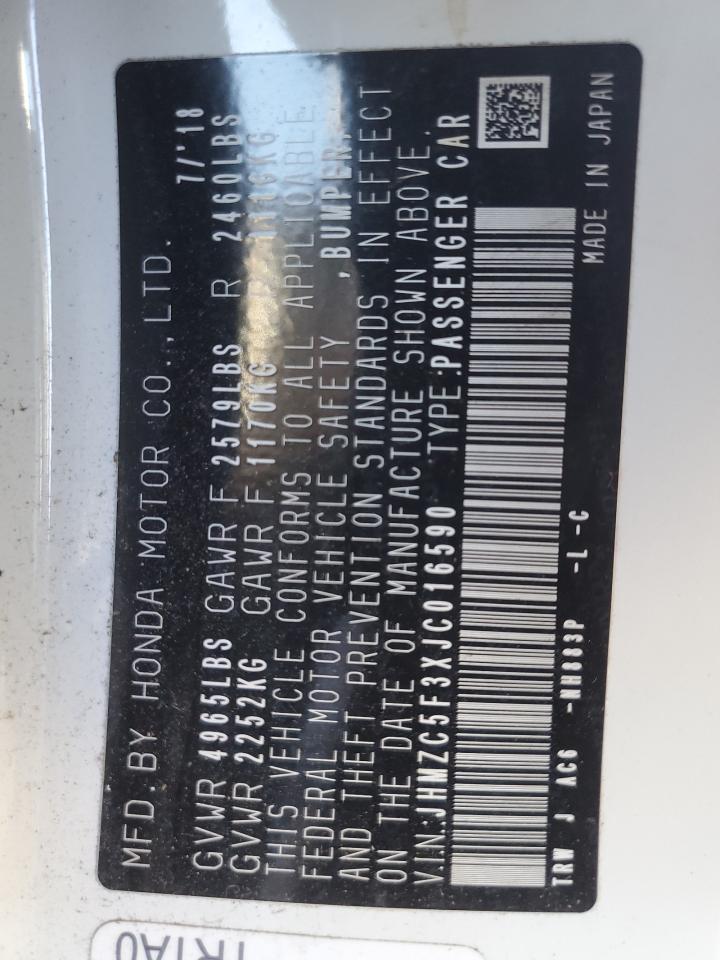 MFD. BY HONDA MOTOR CO., LTD. 7/'18
GVWR 4965LBS GAWR F 2579LBS R 2460LBS
GVWR 2252KG GAWR F 1170KG R 1116KG
THIS VEHICLE CONFORMS TO ALL APPLICABLE
FEDERAL MOTOR VEHICLE SAFETY ,BUMPER,
AND THEFT PREVENTION STANDARDS IN EFFECT
ON THE DATE OF MANUFACTURE SHOWN ABOVE.
V.I.N.:JHMZC5F3XJC016590 TYPE:PASSENGER CAR
TRW J AC6 -NH883P -L -C MADE IN JAPAN